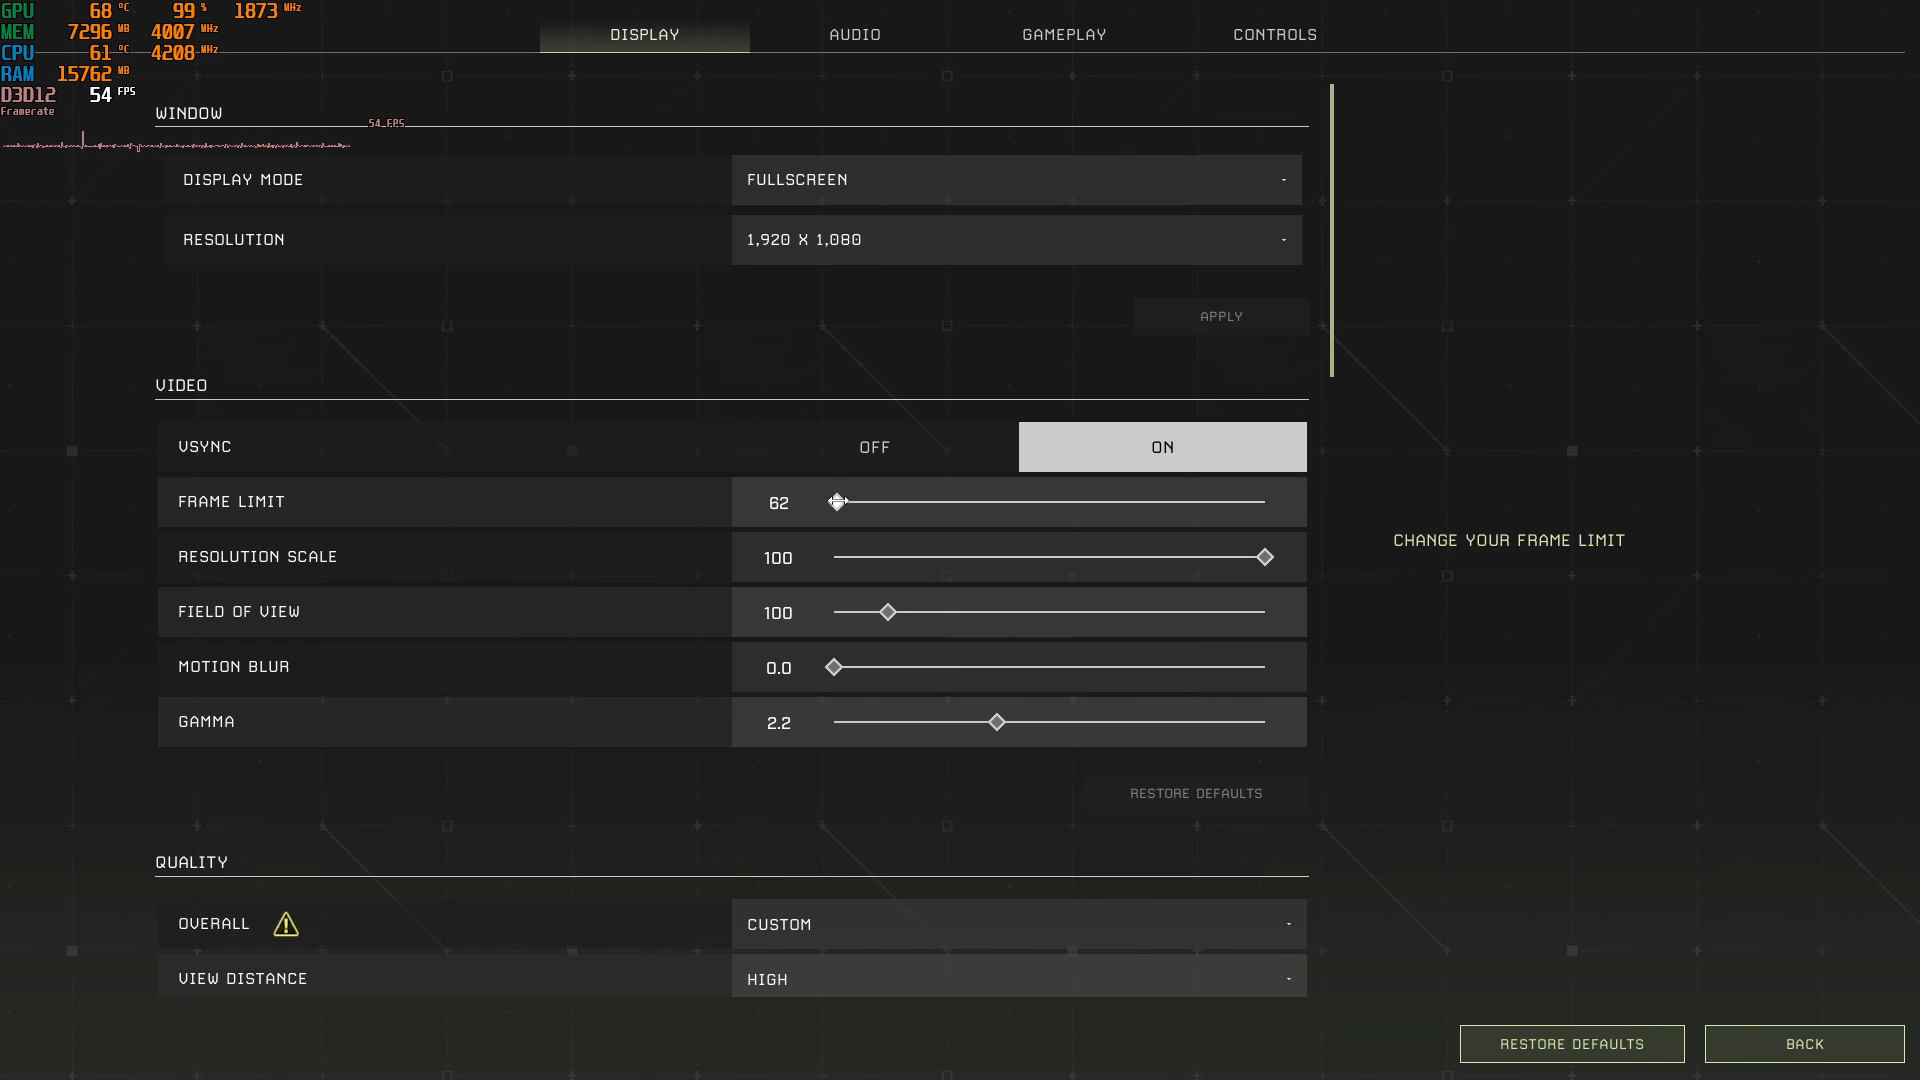 GPU 68 °C 99 % 1873 MHz
MEM 7296 MB 4007 MHz
CPU 61 °C 4208 MHz
RAM 15762 MB
D3D12 54 FPS
Framerate
54 FPS
DISPLAY AUDIO GAMEPLAY CONTROLS
WINDOW
DISPLAY MODE FULLSCREEN
RESOLUTION 1,920 X 1,080
APPLY
VIDEO
VSYNC OFF ON
FRAME LIMIT 62
RESOLUTION SCALE 100
FIELD OF VIEW 100
MOTION BLUR 0.0
GAMMA 2.2
CHANGE YOUR FRAME LIMIT
RESTORE DEFAULTS
QUALITY
OVERALL CUSTOM
VIEW DISTANCE HIGH
RESTORE DEFAULTS BACK